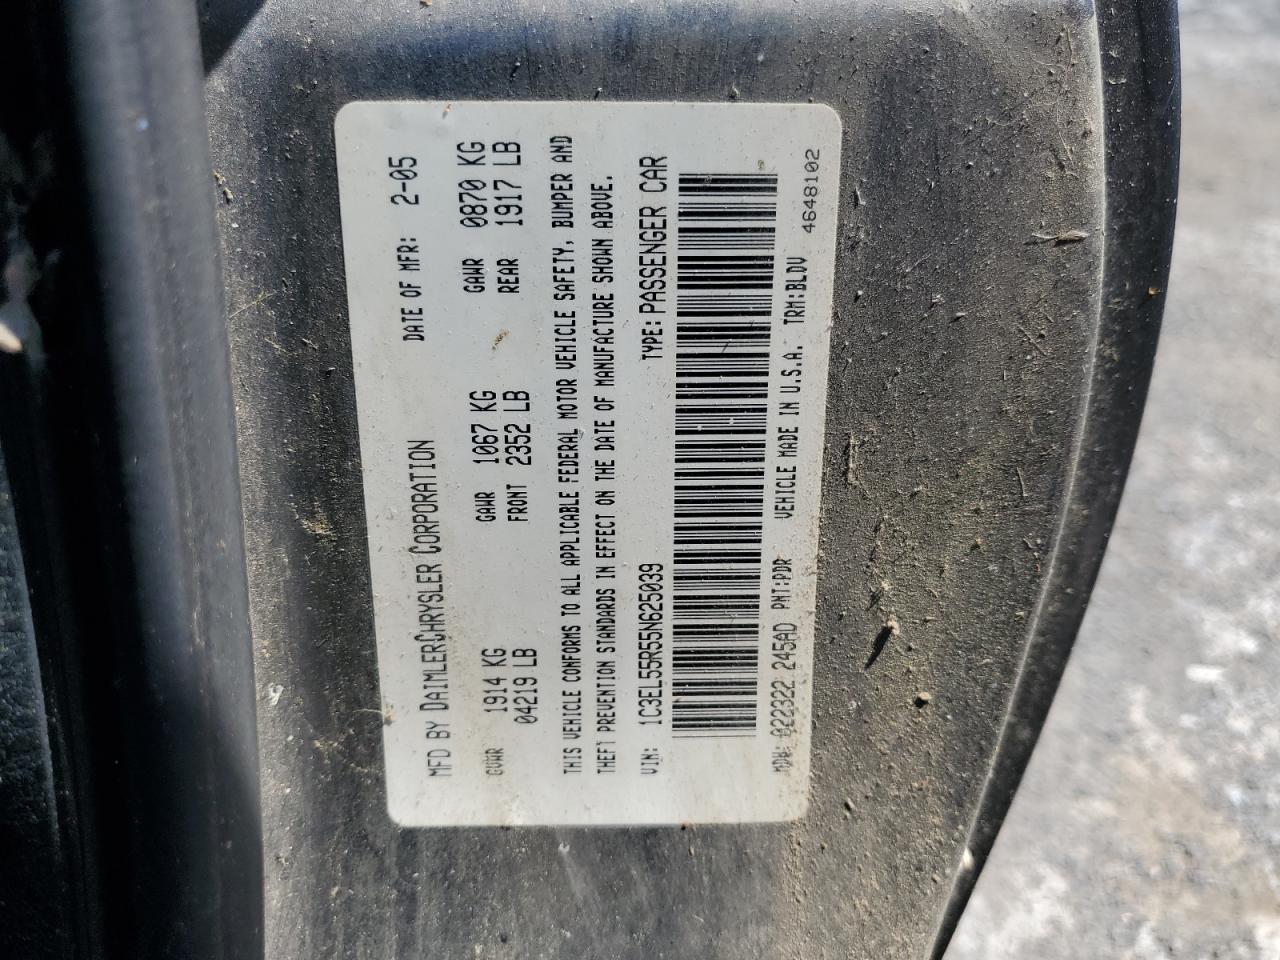 MFD BY DAIMLERCHRYSLER CORPORATION DATE OF MFR: 2-05
GVWR 1914 KG GAWR 1067 KG GAWR 0870 KG
04219 LB FRONT 2352 LB REAR 1917 LB
THIS VEHICLE CONFORMS TO ALL APPLICABLE FEDERAL MOTOR VEHICLE SAFETY, BUMPER AND
THEFT PREVENTION STANDARDS IN EFFECT ON THE DATE OF MANUFACTURE SHOWN ABOVE.
VIN: 1C3EL55R55N625039 TYPE: PASSENGER CAR
MDH: 022322 245AD PNT:PDR VEHICLE MADE IN U.S.A. TRM:BLDV
4648102